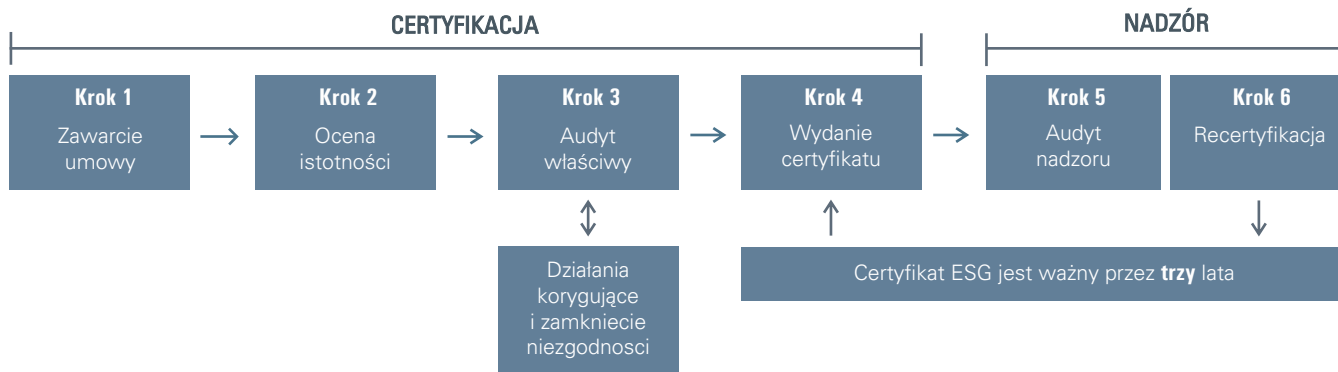 CERTYFIKACJA
NADZÓR
Krok 1
Zawarcie
umowy
Krok 2
Ocena
istotności
Krok 3
Audyt
właściwy
Krok 4
Wydanie
certyfikatu
Krok 5
Audyt
nadzoru
Krok 6
Recertyfikacja
Działania
korygujące
i zamkniecie
niezgodnosci
Certyfikat ESG jest ważny przez trzy lata